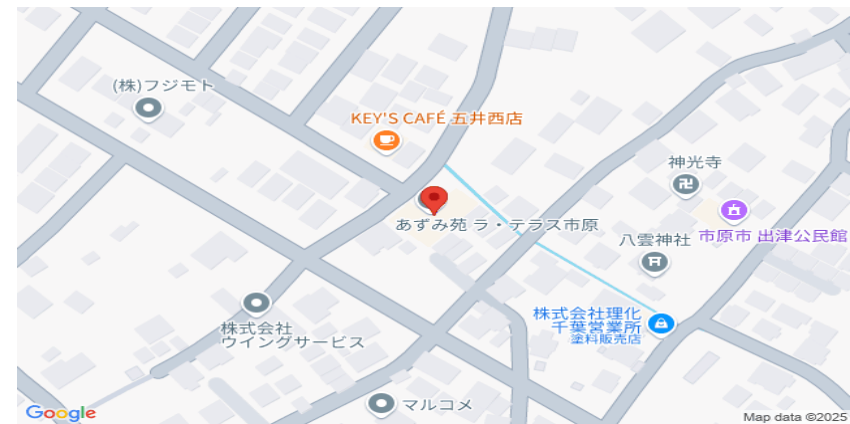 (株)フジモト
KEY'S CAFÉ 五井西店
神光寺
あずみ苑 ラ・テラス市原
八雲神社
市原市 出津公民館
株式会社
ウイングサービス
株式会社理化
千葉営業所
塗料販売店
マルコメ
Google
Map data ©2025